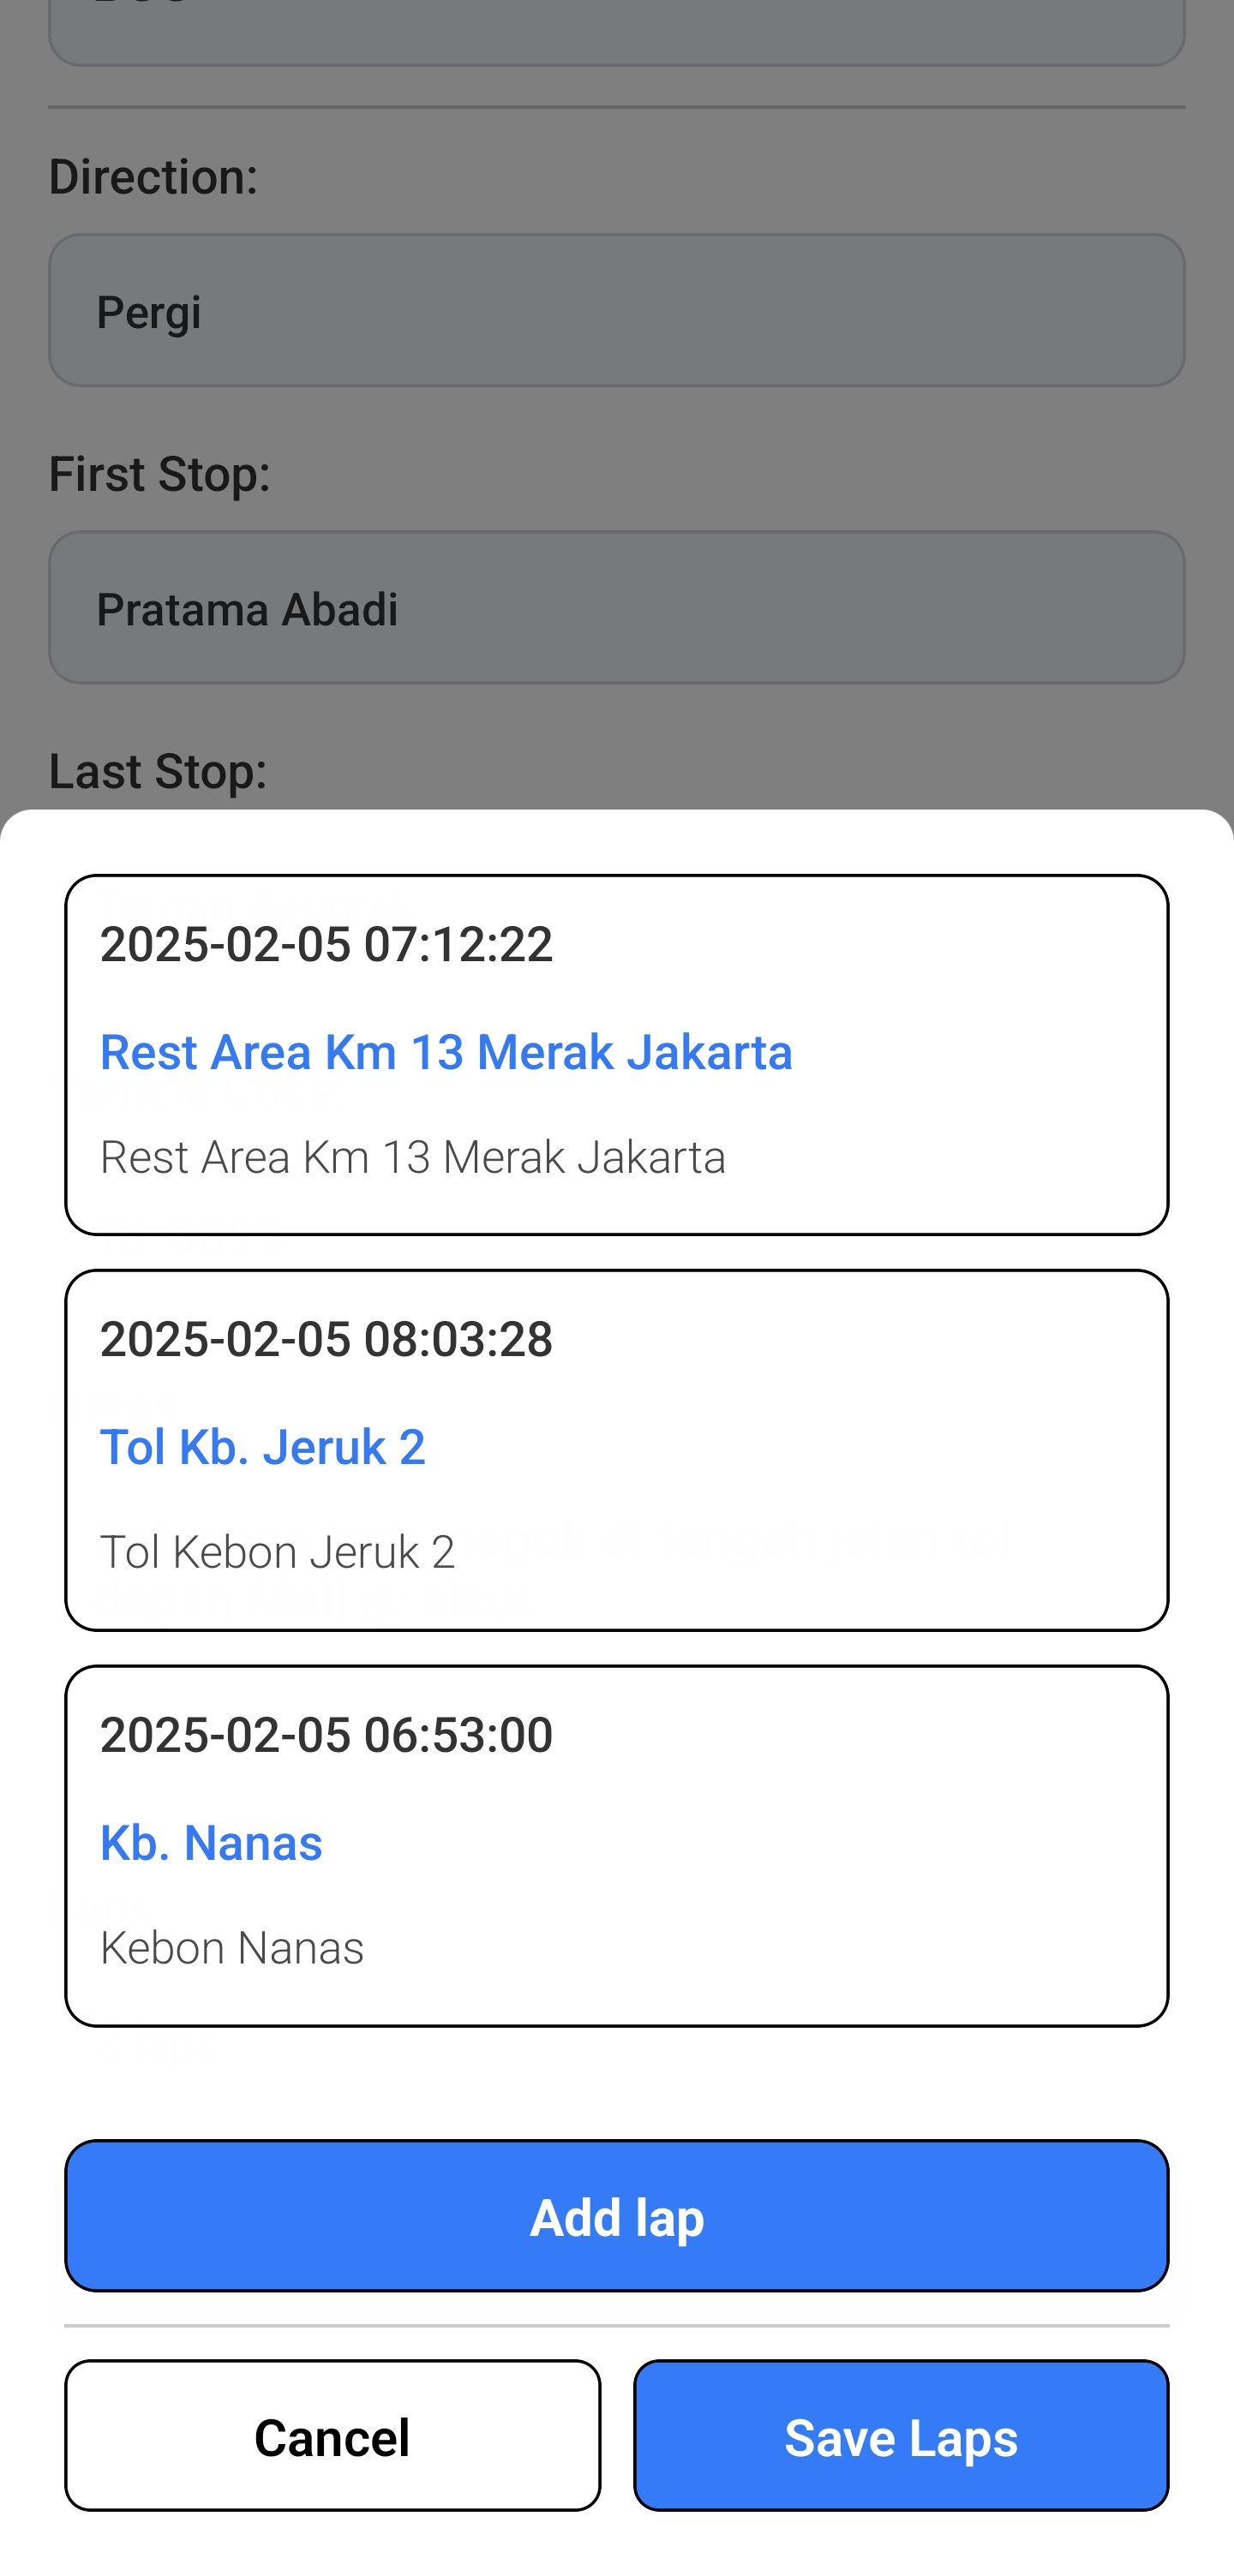 Direction:
Pergi
First Stop:
Pratama Abadi
Last Stop:
2025-02-05 07:12:22
Rest Area Km 13 Merak Jakarta
Rest Area Km 13 Merak Jakarta
2025-02-05 08:03:28
Tol Kb. Jeruk 2
Tol Kebon Jeruk 2
2025-02-05 06:53:00
Kb. Nanas
Kebon Nanas
Add lap
Cancel
Save Laps